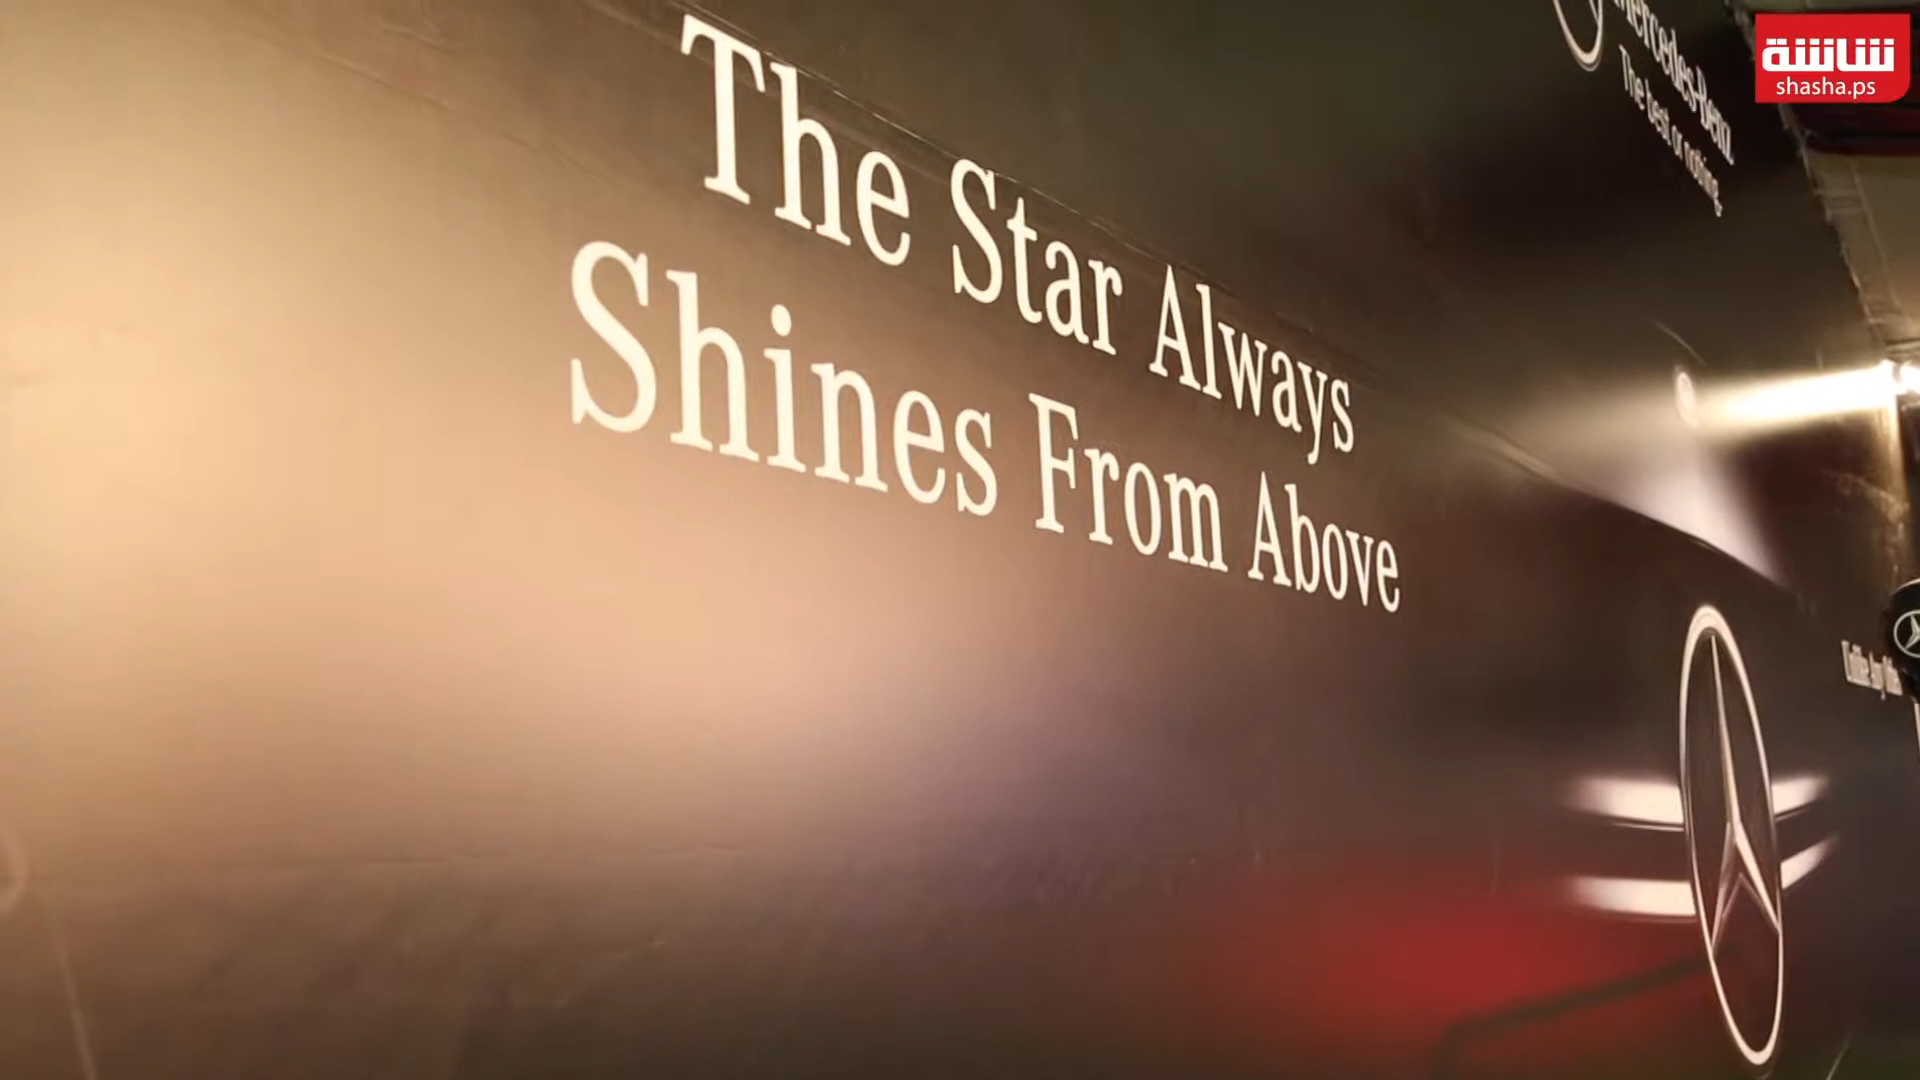 شاشة
shasha.ps
Mercedes-Benz
The best or nothing.
The Star Always
Shines From Above